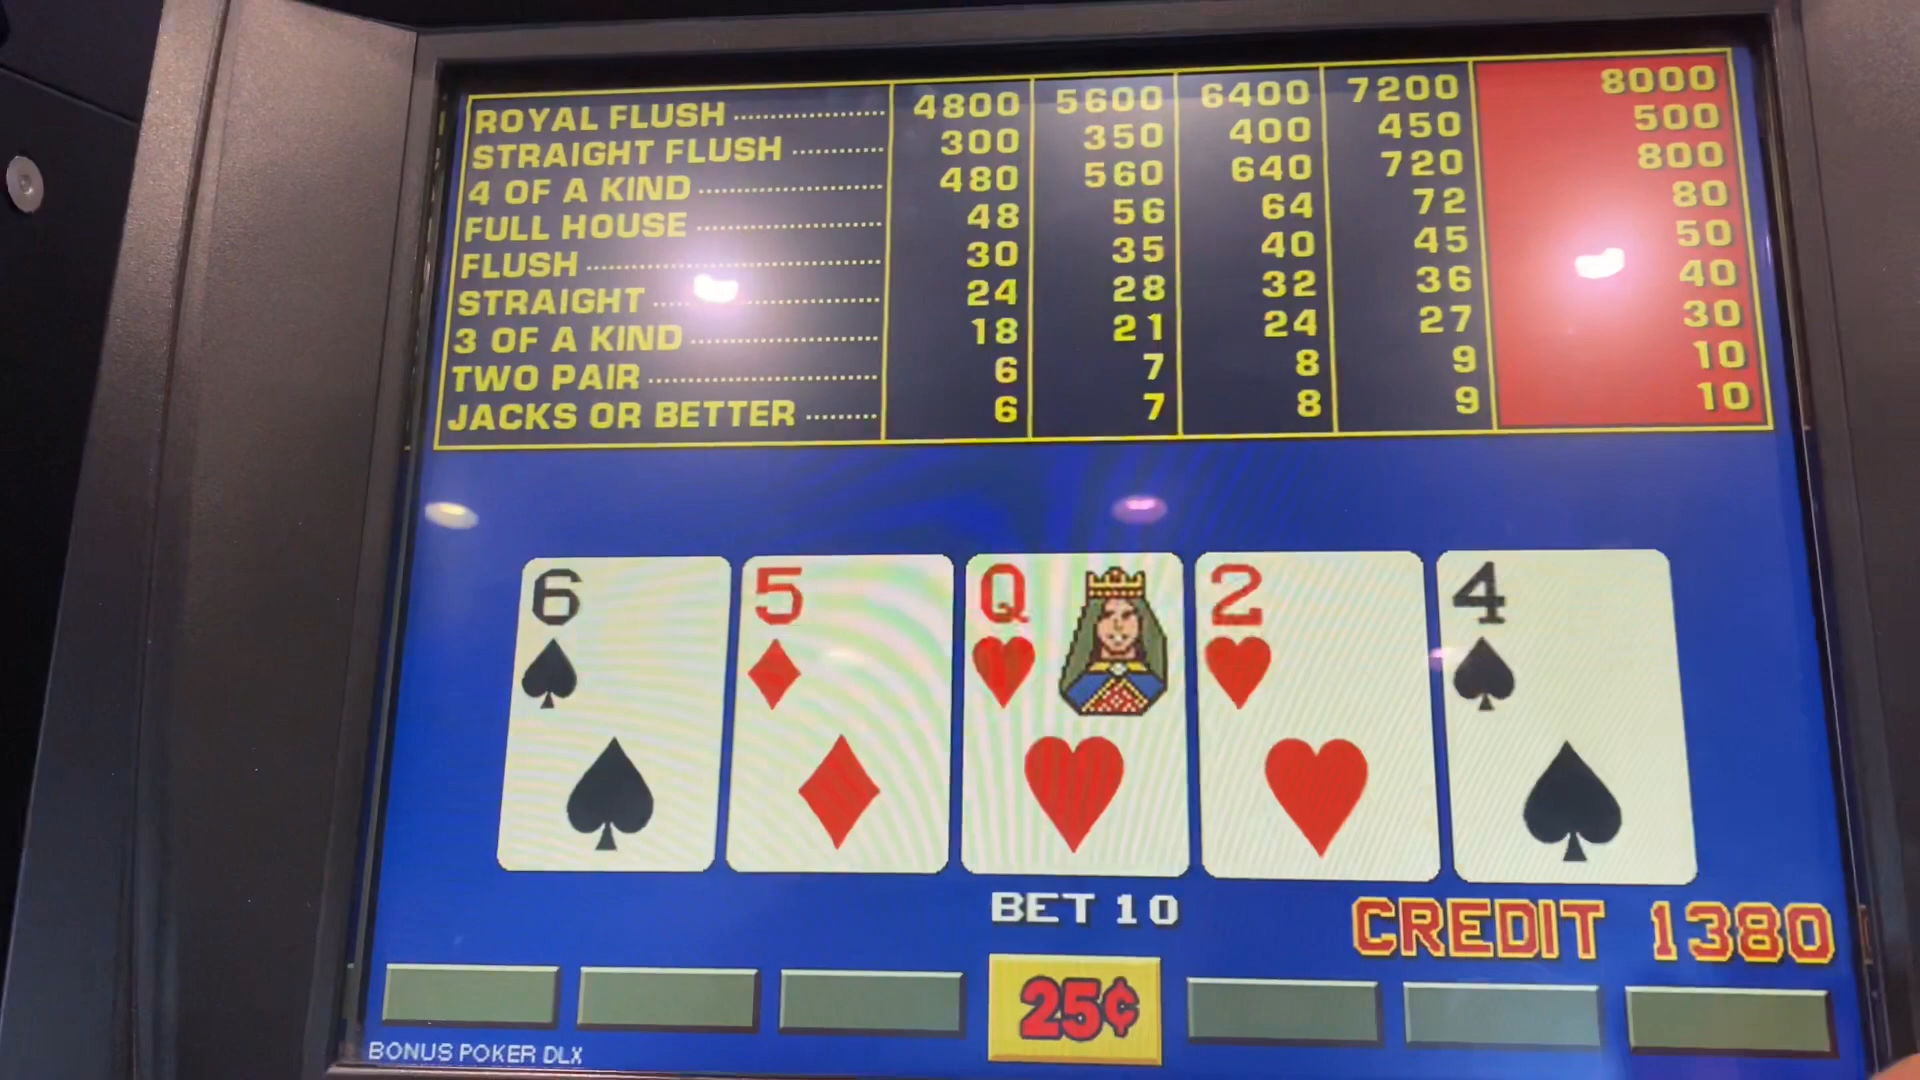 ROYAL FLUSH 4800 5600 6400 7200 8000
STRAIGHT FLUSH 300 350 400 450 500
4 OF A KIND 480 560 640 720 800
FULL HOUSE 48 56 64 72 80
FLUSH 30 35 40 45 50
STRAIGHT 24 28 32 36 40
3 OF A KIND 18 21 24 27 30
TWO PAIR 6 7 8 9 10
JACKS OR BETTER 6 7 8 9 10
6 5 Q 2 4
BET 10
CREDIT 1380
25¢
BONUS POKER DLX